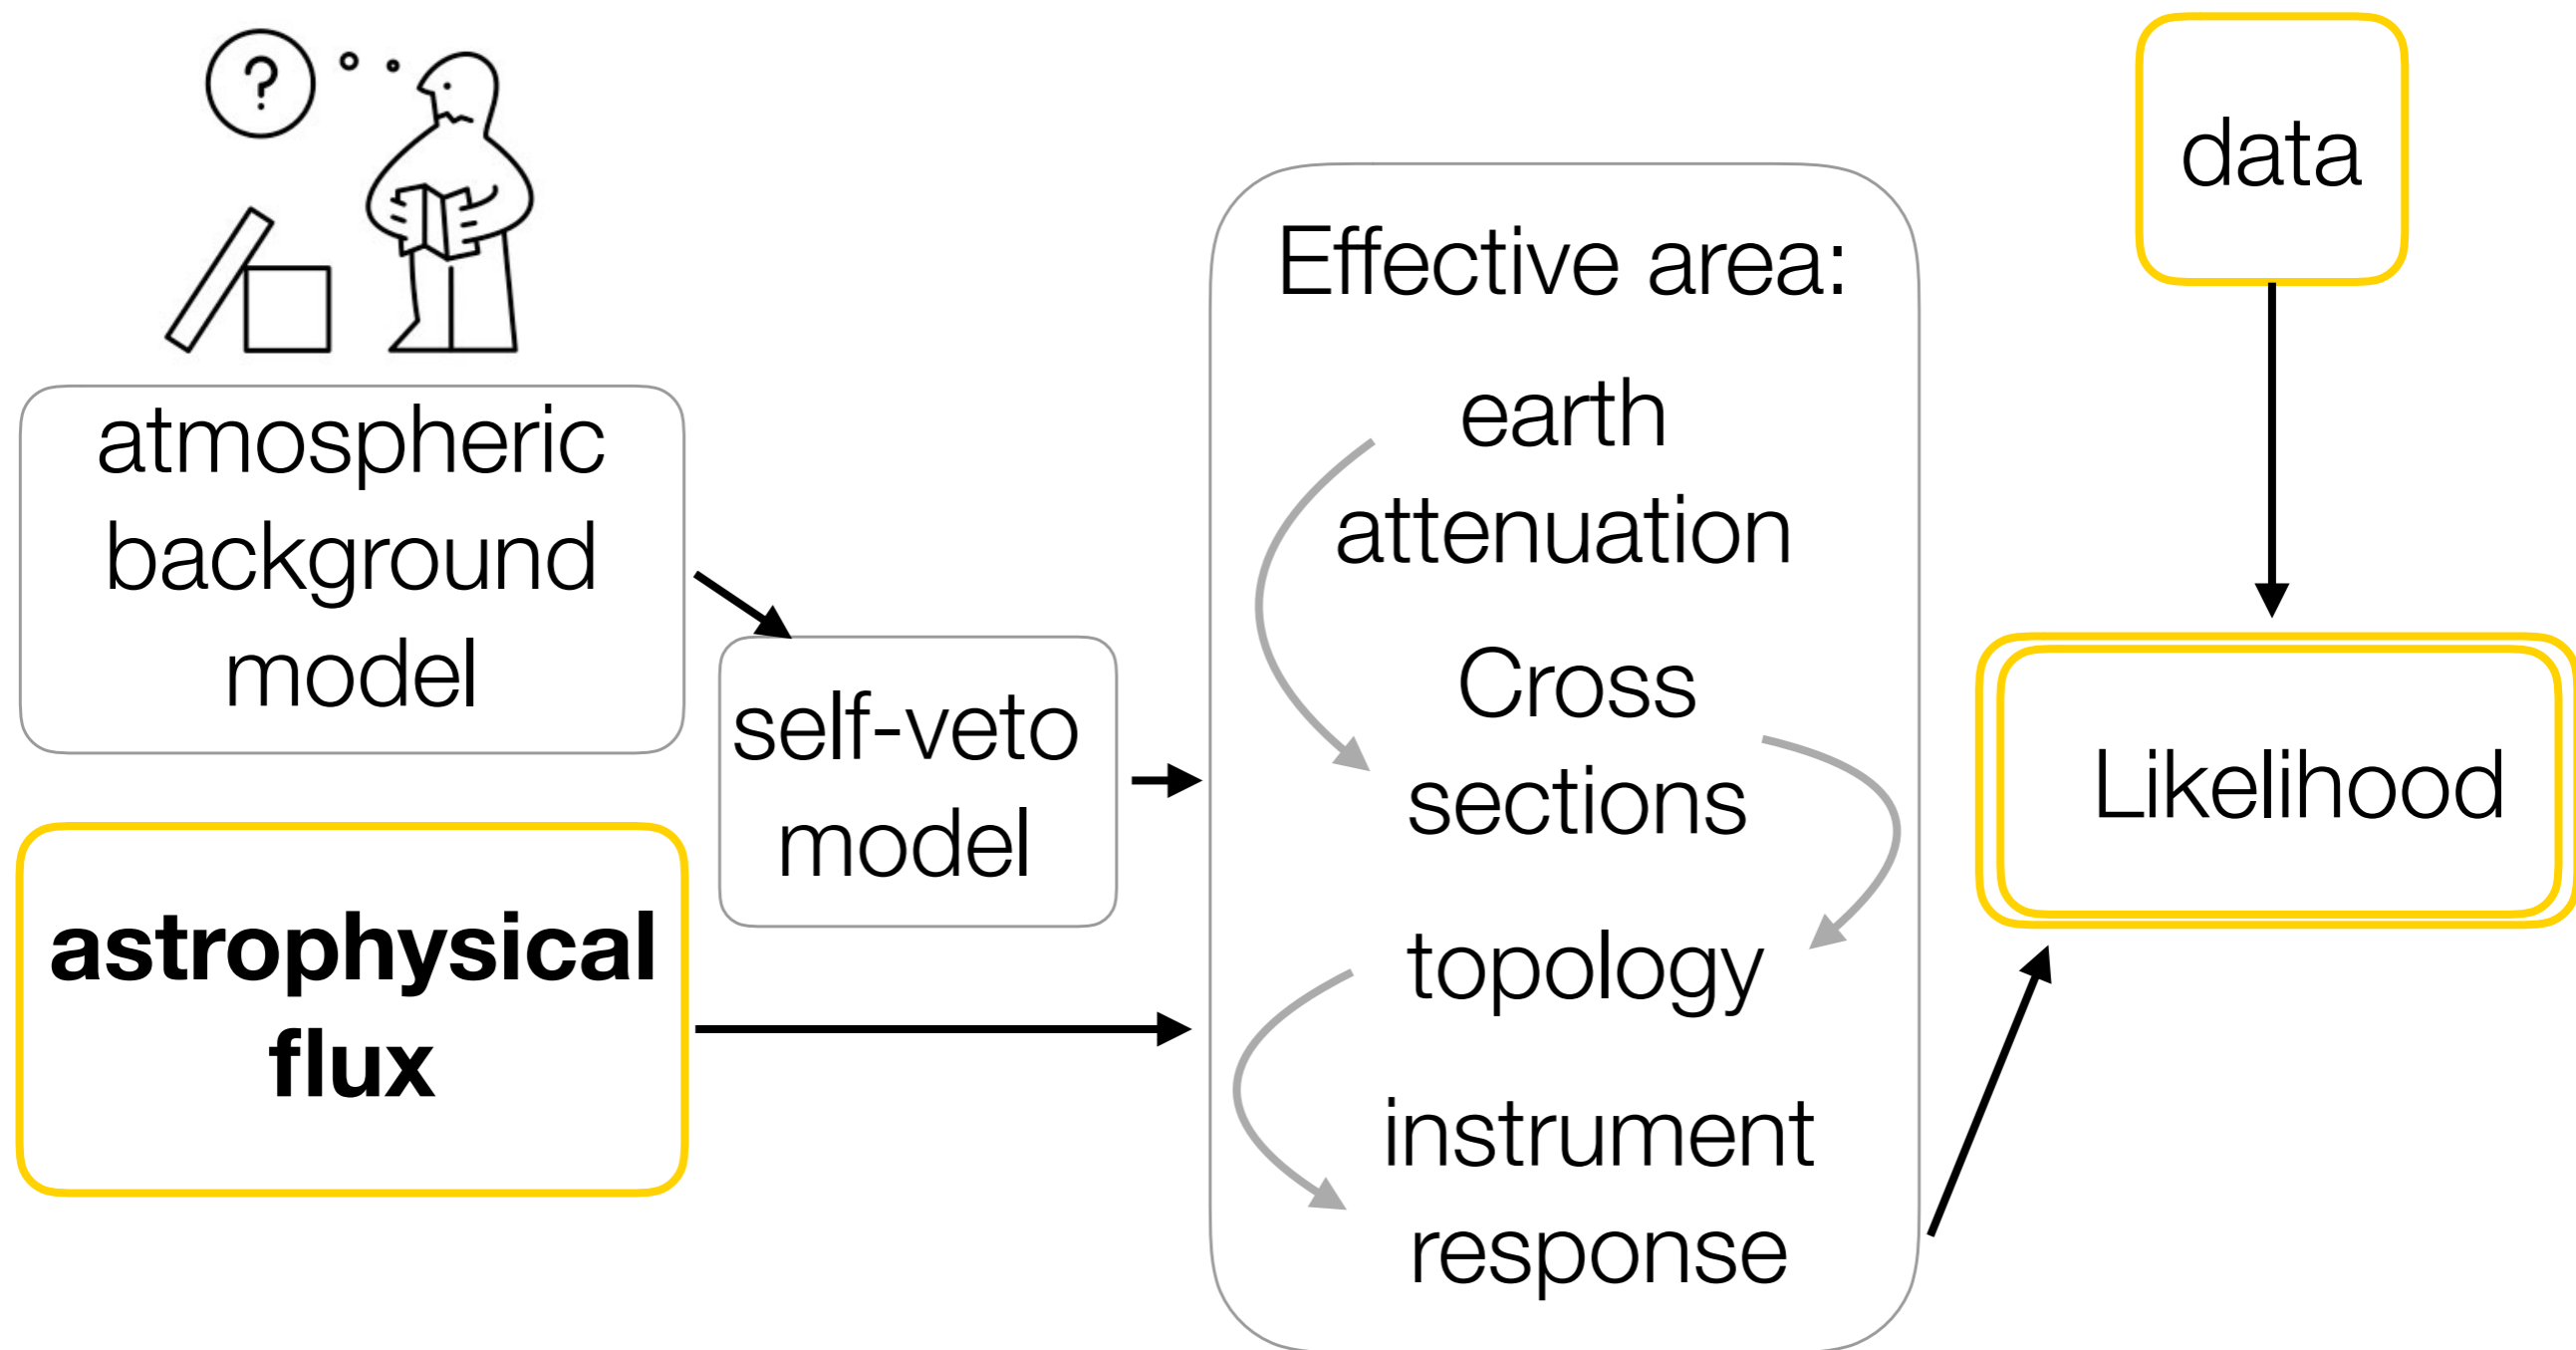 ?
atmospheric
background
model
astrophysical
flux
self-veto
model
Effective area:
earth
attenuation
Cross
sections
topology
instrument
response
data
Likelihood